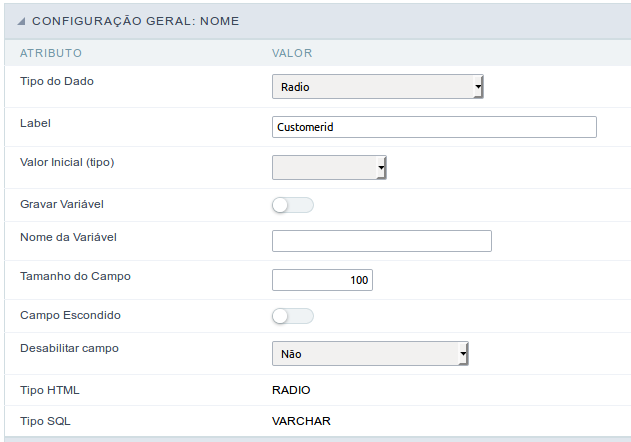 CONFIGURAÇÃO GERAL: NOME
ATRIBUTO VALOR
Tipo do Dado Radio
Label Customerid
Valor Inicial (tipo)
Gravar Variável
Nome da Variável
Tamanho do Campo 100
Campo Escondido
Desabilitar campo Não
Tipo HTML RADIO
Tipo SQL VARCHAR